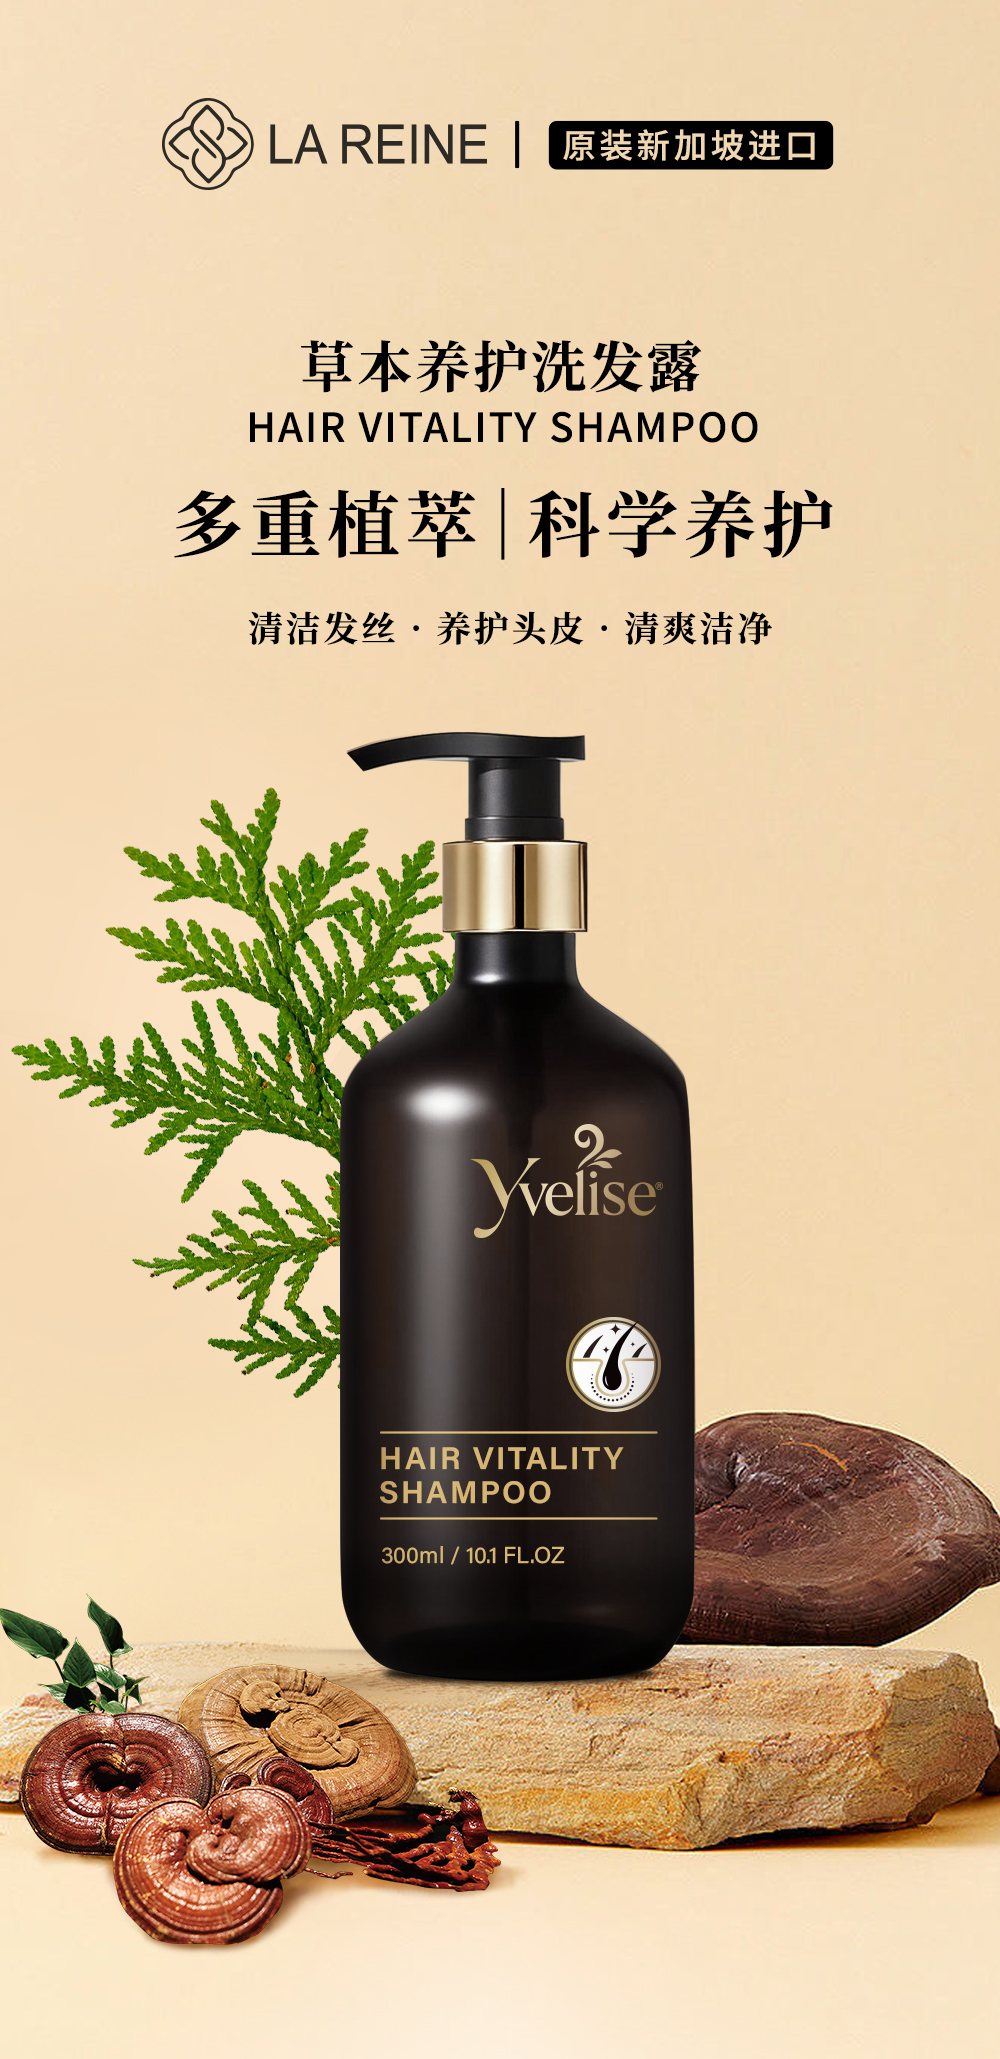 LA REINE | 原装新加坡进口
草本养护洗发露
HAIR VITALITY SHAMPOO
多重植萃|科学养护
清洁发丝·养护头皮·清爽洁净
Yvelise®
HAIR VITALITY
SHAMPOO
300ml / 10.1 FL.OZ